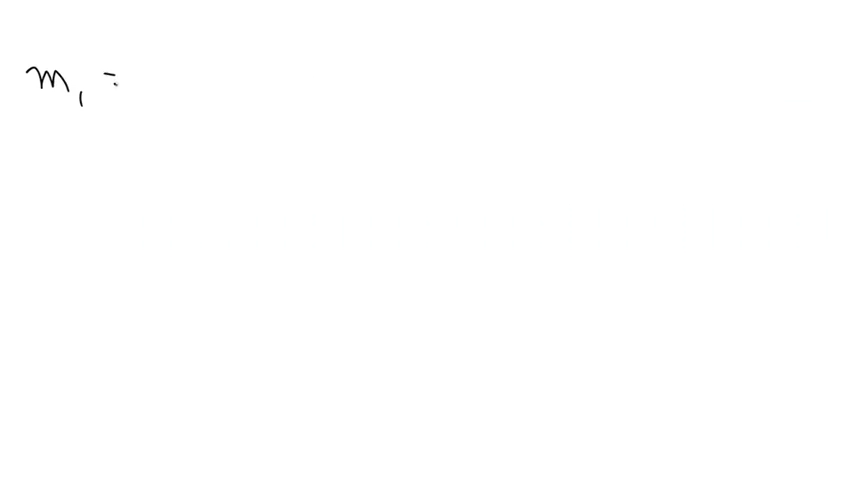 m₁ =